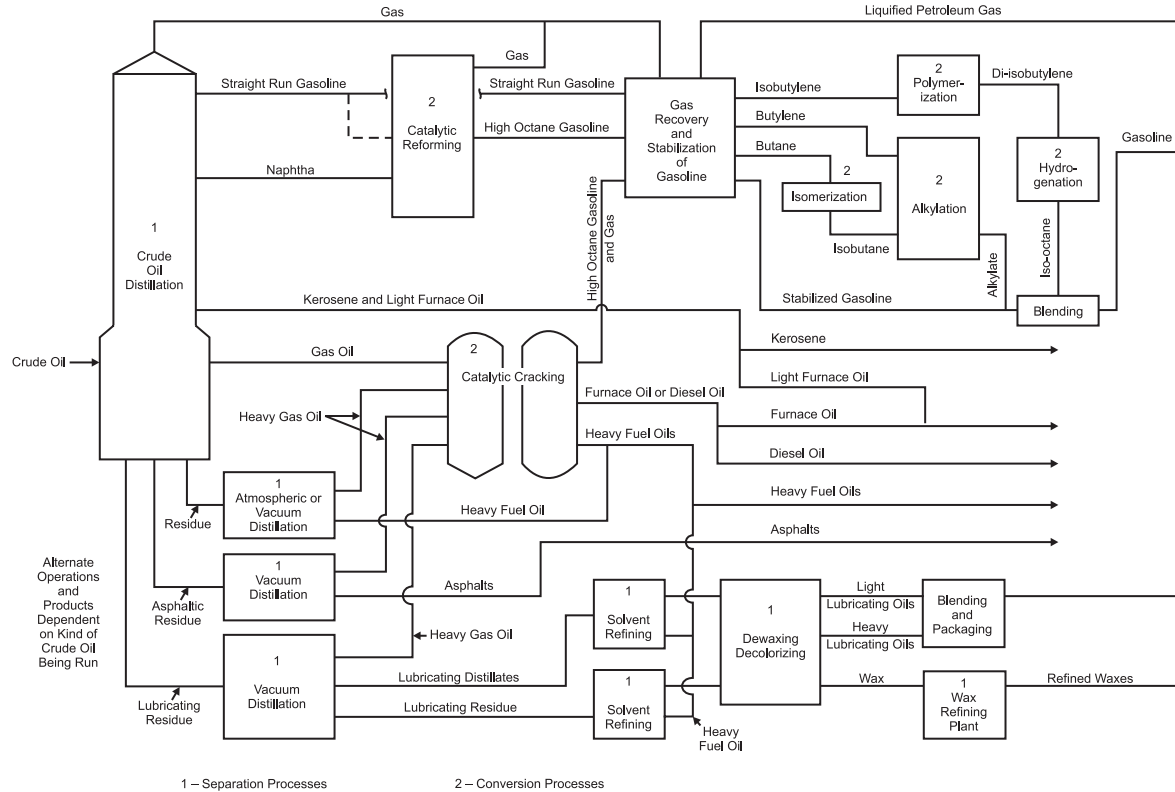 Gas
Liquified Petroleum Gas
Gas
Straight Run Gasoline
2
Catalytic
Reforming
Straight Run Gasoline
High Octane Gasoline
Naphtha
Gas
Recovery and
Stabilization
of
Gasoline
Isobutylene
Butylene
Butane
2
Polymer-
ization
Di-isobutylene
2
Isomerization
Isobutane
2
Alkylation
2
Hydro-
genation
Gasoline
1
Crude
Oil
Distillation
High Octane Gasoline
and Gas
Alkylate
Iso-octane
Stabilized Gasoline
Blending
Kerosene and Light Furnace Oil
Kerosene
Crude Oil
Gas Oil
2
Catalytic Cracking
Light Furnace Oil
Furnace Oil or Diesel Oil
Furnace Oil
Heavy Gas Oil
Heavy Fuel Oils
Diesel Oil
1
Atmospheric or
Vacuum
Distillation
Residue
Heavy Fuel Oil
Heavy Fuel Oils
Asphalts
Alternate
Operations
and
Products
Dependent
on Kind of
Crude Oil
Being Run
Asphaltic
Residue
1
Vacuum
Distillation
Asphalts
Heavy Gas Oil
1
Solvent
Refining
1
Dewaxing
Decolorizing
Light
Lubricating Oils
Heavy
Lubricating Oils
Blending
and
Packaging
1
Vacuum
Distillation
Lubricating
Residue
Lubricating Distillates
Lubricating Residue
1
Solvent
Refining
Heavy
Fuel Oil
Wax
1
Wax
Refining
Plant
Refined Waxes
1 – Separation Processes
2 – Conversion Processes